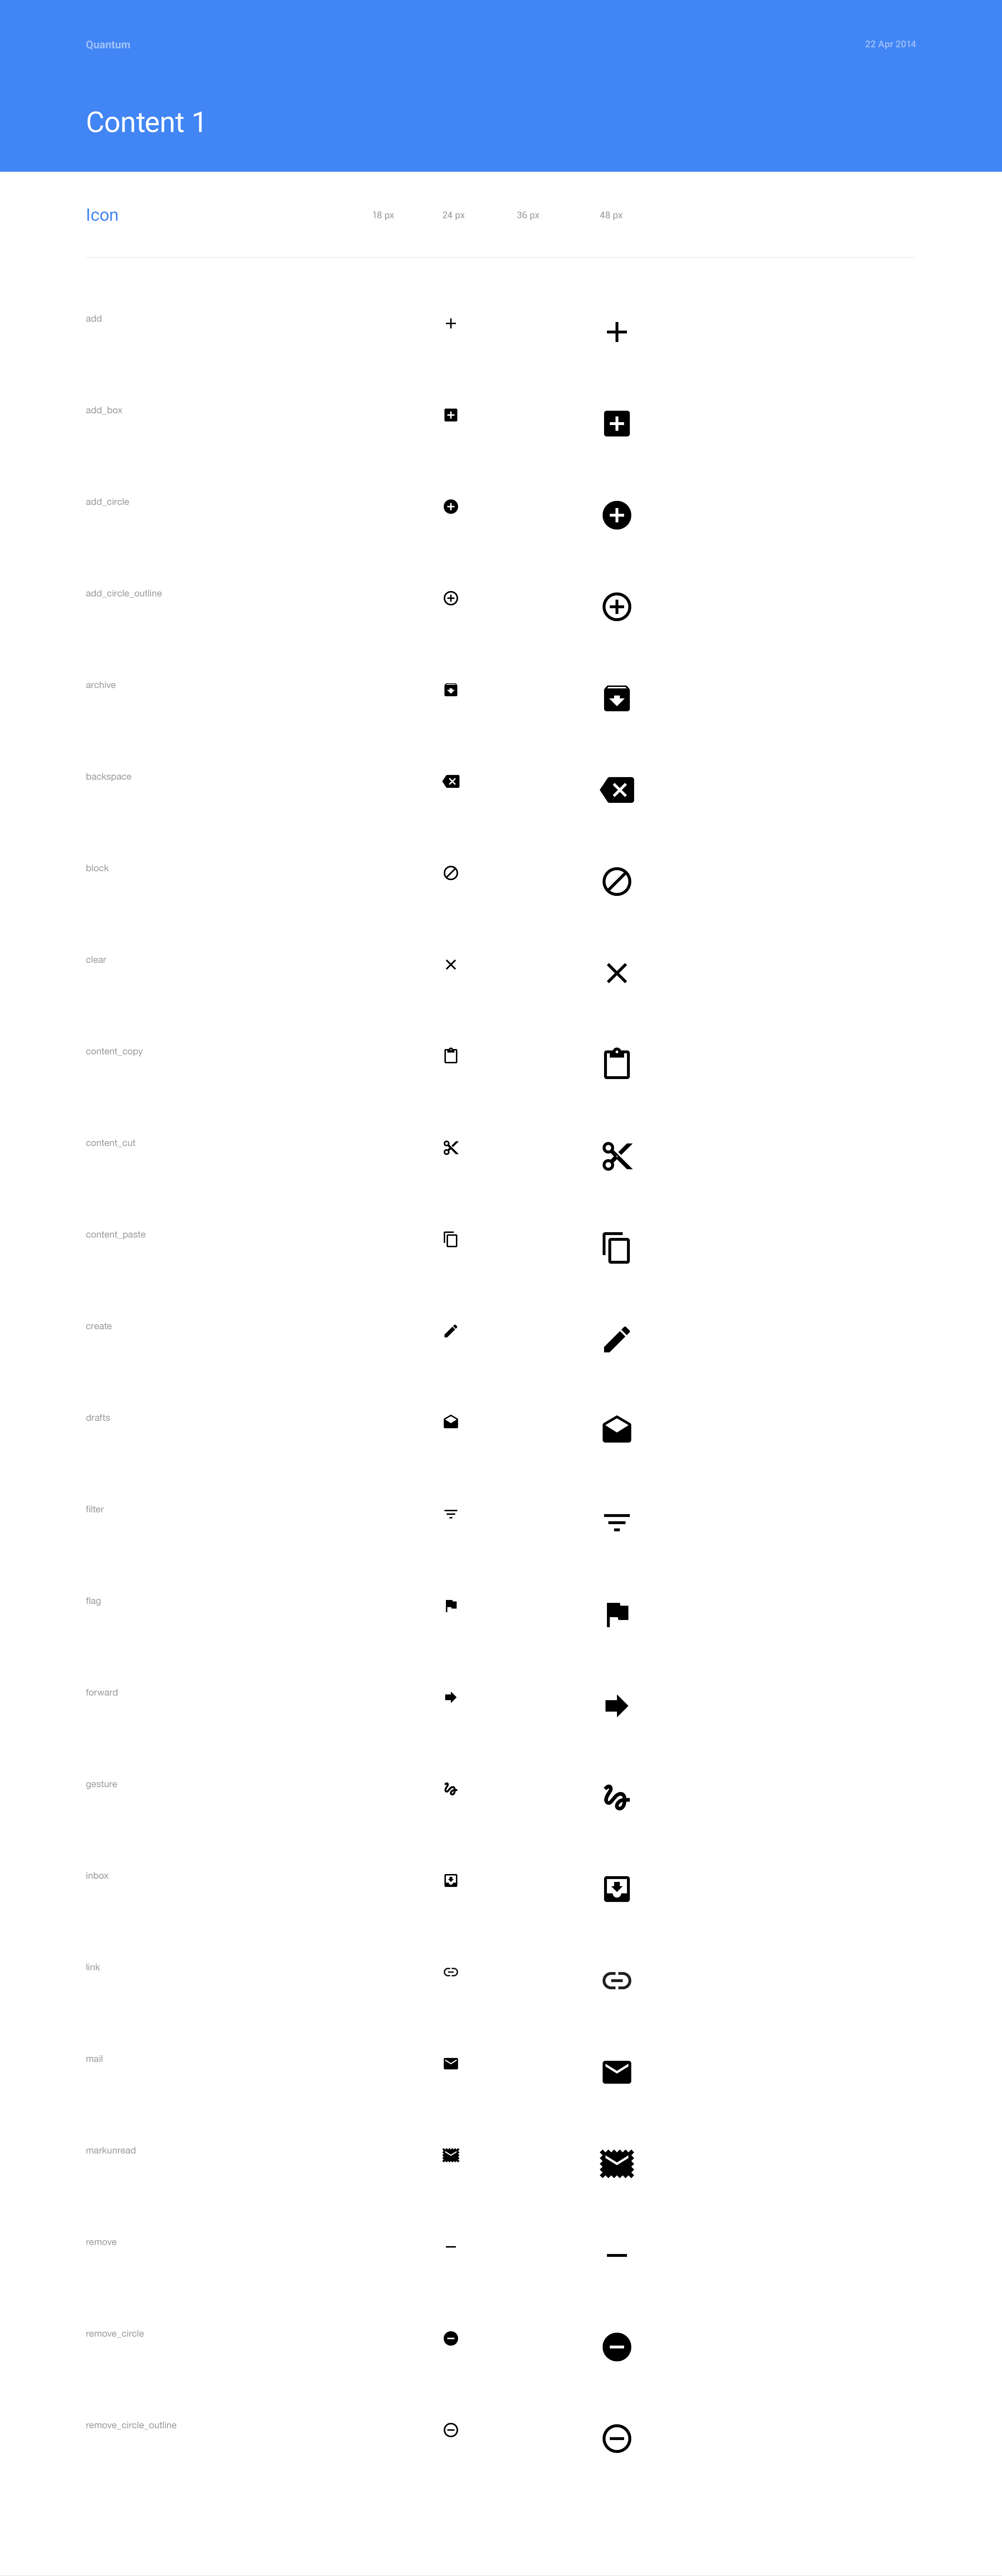 Quantum 22 Apr 2014
Content 1
Icon 18 px 24 px 36 px 48 px
add
add_box
add_circle
add_circle_outline
archive
backspace
block
clear
content_copy
content_cut
content_paste
create
drafts
filter
flag
forward
gesture
inbox
link
mail
markunread
remove
remove_circle
remove_circle_outline